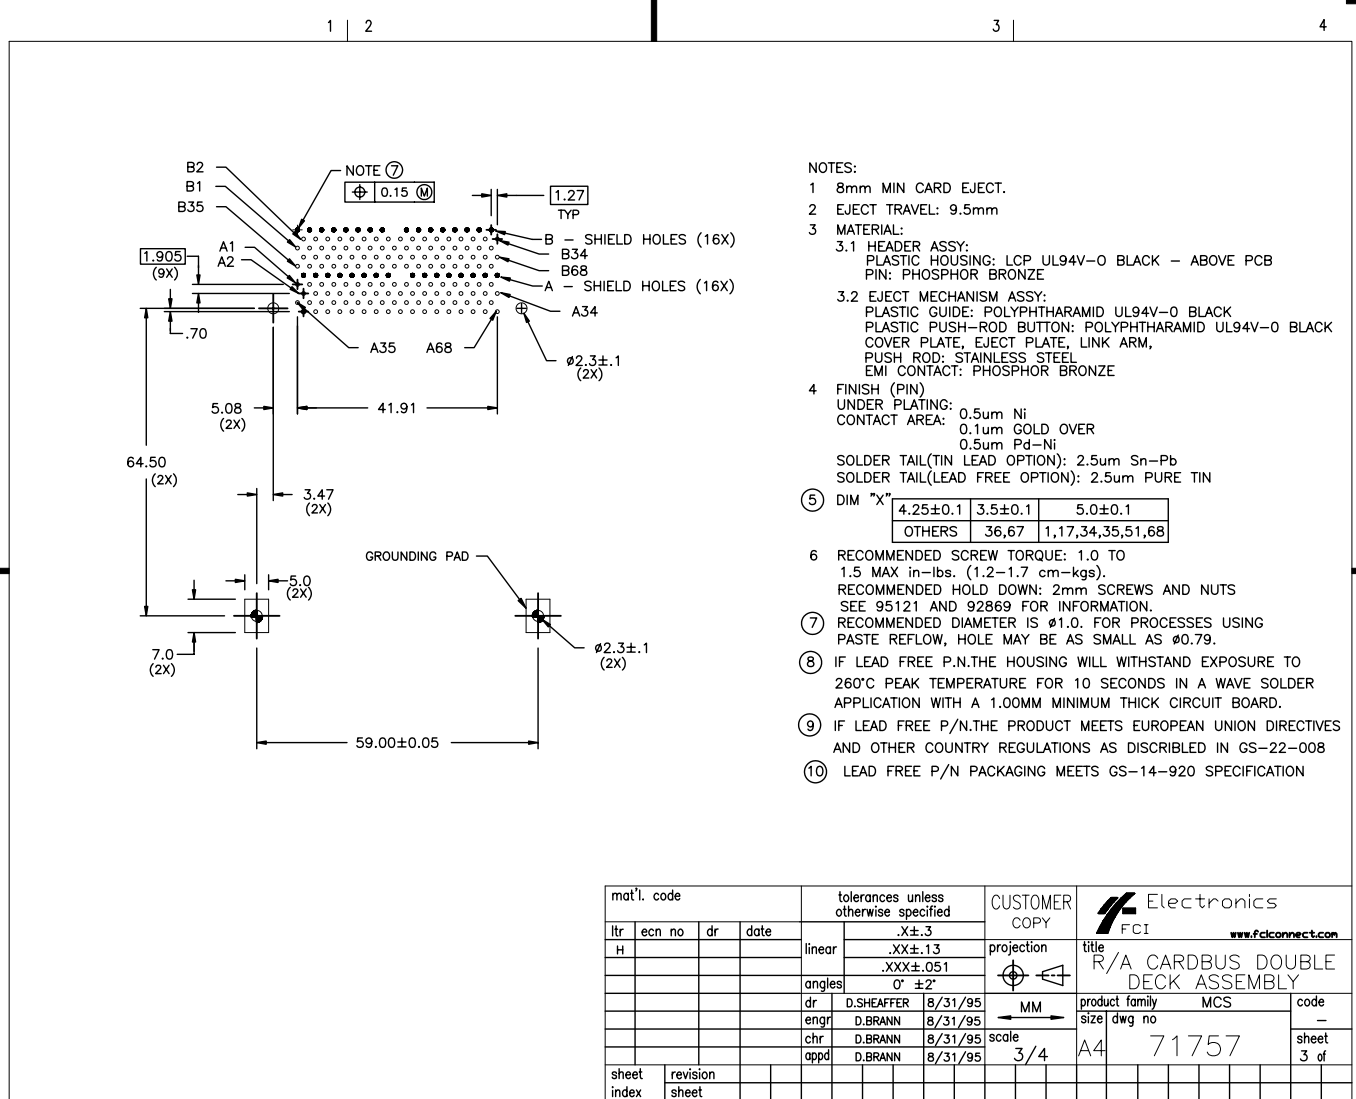 1 2 3 4
B2
B1
B35
A1
A2
NOTE 7
⌖ 0.15 Ⓜ
1.27
TYP
B – SHIELD HOLES (16X)
B34
B68
A – SHIELD HOLES (16X)
A34
1.905
(9X)
.70
A35 A68
ø2.3±.1
(2X)
5.08
(2X)
41.91
64.50
(2X)
3.47
(2X)
GROUNDING PAD
5.0
(2X)
7.0
(2X)
ø2.3±.1
(2X)
59.00±0.05
NOTES:
1 8mm MIN CARD EJECT.
2 EJECT TRAVEL: 9.5mm
3 MATERIAL:
3.1 HEADER ASSY:
PLASTIC HOUSING: LCP UL94V–0 BLACK – ABOVE PCB
PIN: PHOSPHOR BRONZE
3.2 EJECT MECHANISM ASSY:
PLASTIC GUIDE: POLYPHTHARAMID UL94V–0 BLACK
PLASTIC PUSH–ROD BUTTON: POLYPHTHARAMID UL94V–0 BLACK
COVER PLATE, EJECT PLATE, LINK ARM,
PUSH ROD: STAINLESS STEEL
EMI CONTACT: PHOSPHOR BRONZE
4 FINISH (PIN)
UNDER PLATING: 0.5um Ni
CONTACT AREA: 0.1um GOLD OVER
0.5um Pd–Ni
SOLDER TAIL(TIN LEAD OPTION): 2.5um Sn–Pb
SOLDER TAIL(LEAD FREE OPTION): 2.5um PURE TIN
5 DIM "X"
4.25±0.1 3.5±0.1 5.0±0.1
OTHERS 36,67 1,17,34,35,51,68
6 RECOMMENDED SCREW TORQUE: 1.0 TO
1.5 MAX in–lbs. (1.2–1.7 cm–kgs).
RECOMMENDED HOLD DOWN: 2mm SCREWS AND NUTS
SEE 95121 AND 92869 FOR INFORMATION.
7 RECOMMENDED DIAMETER IS ø1.0. FOR PROCESSES USING
PASTE REFLOW, HOLE MAY BE AS SMALL AS ø0.79.
8 IF LEAD FREE P.N.THE HOUSING WILL WITHSTAND EXPOSURE TO
260°C PEAK TEMPERATURE FOR 10 SECONDS IN A WAVE SOLDER
APPLICATION WITH A 1.00MM MINIMUM THICK CIRCUIT BOARD.
9 IF LEAD FREE P/N.THE PRODUCT MEETS EUROPEAN UNION DIRECTIVES
AND OTHER COUNTRY REGULATIONS AS DISCRIBLED IN GS–22–008
10 LEAD FREE P/N PACKAGING MEETS GS–14–920 SPECIFICATION
mat'l. code
ltr ecn no dr date
H
tolerances unless
otherwise specified
linear
.X±.3
.XX±.13
.XXX±.051
angles 0° ±2°
dr D.SHEAFFER 8/31/95
engr D.BRANN 8/31/95
chr D.BRANN 8/31/95
appd D.BRANN 8/31/95
CUSTOMER
COPY
projection
MM
scale
3/4
FCI Electronics
www.fciconnect.com
title
R/A CARDBUS DOUBLE
DECK ASSEMBLY
product family MCS
code
–
size
A4
dwg no
71757
sheet
3 of
sheet
index
revision
sheet